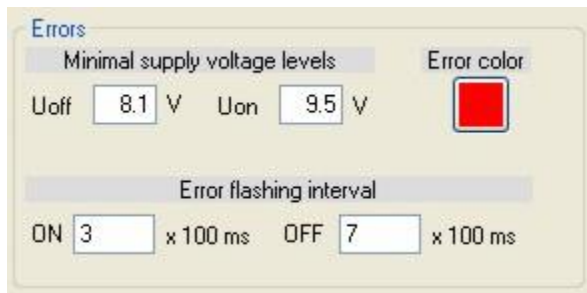 Errors
Minimal supply voltage levels Error color
Uoff 8.1 V Uon 9.5 V
Error flashing interval
ON 3 x 100 ms OFF 7 x 100 ms